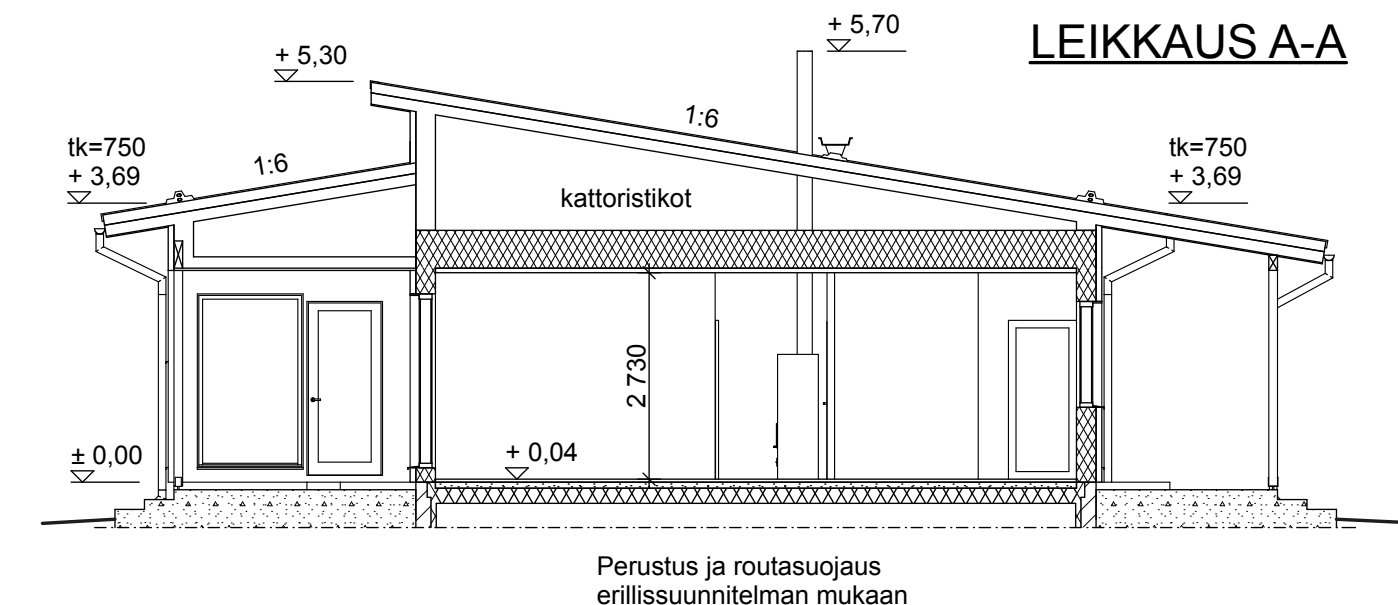 LEIKKAUS A-A
+ 5,70
+ 5,30
1:6
tk=750
+ 3,69
1:6
tk=750
+ 3,69
kattoristikot
2 730
± 0,00
+ 0,04
Perustus ja routasuojaus
erillissuunnitelman mukaan